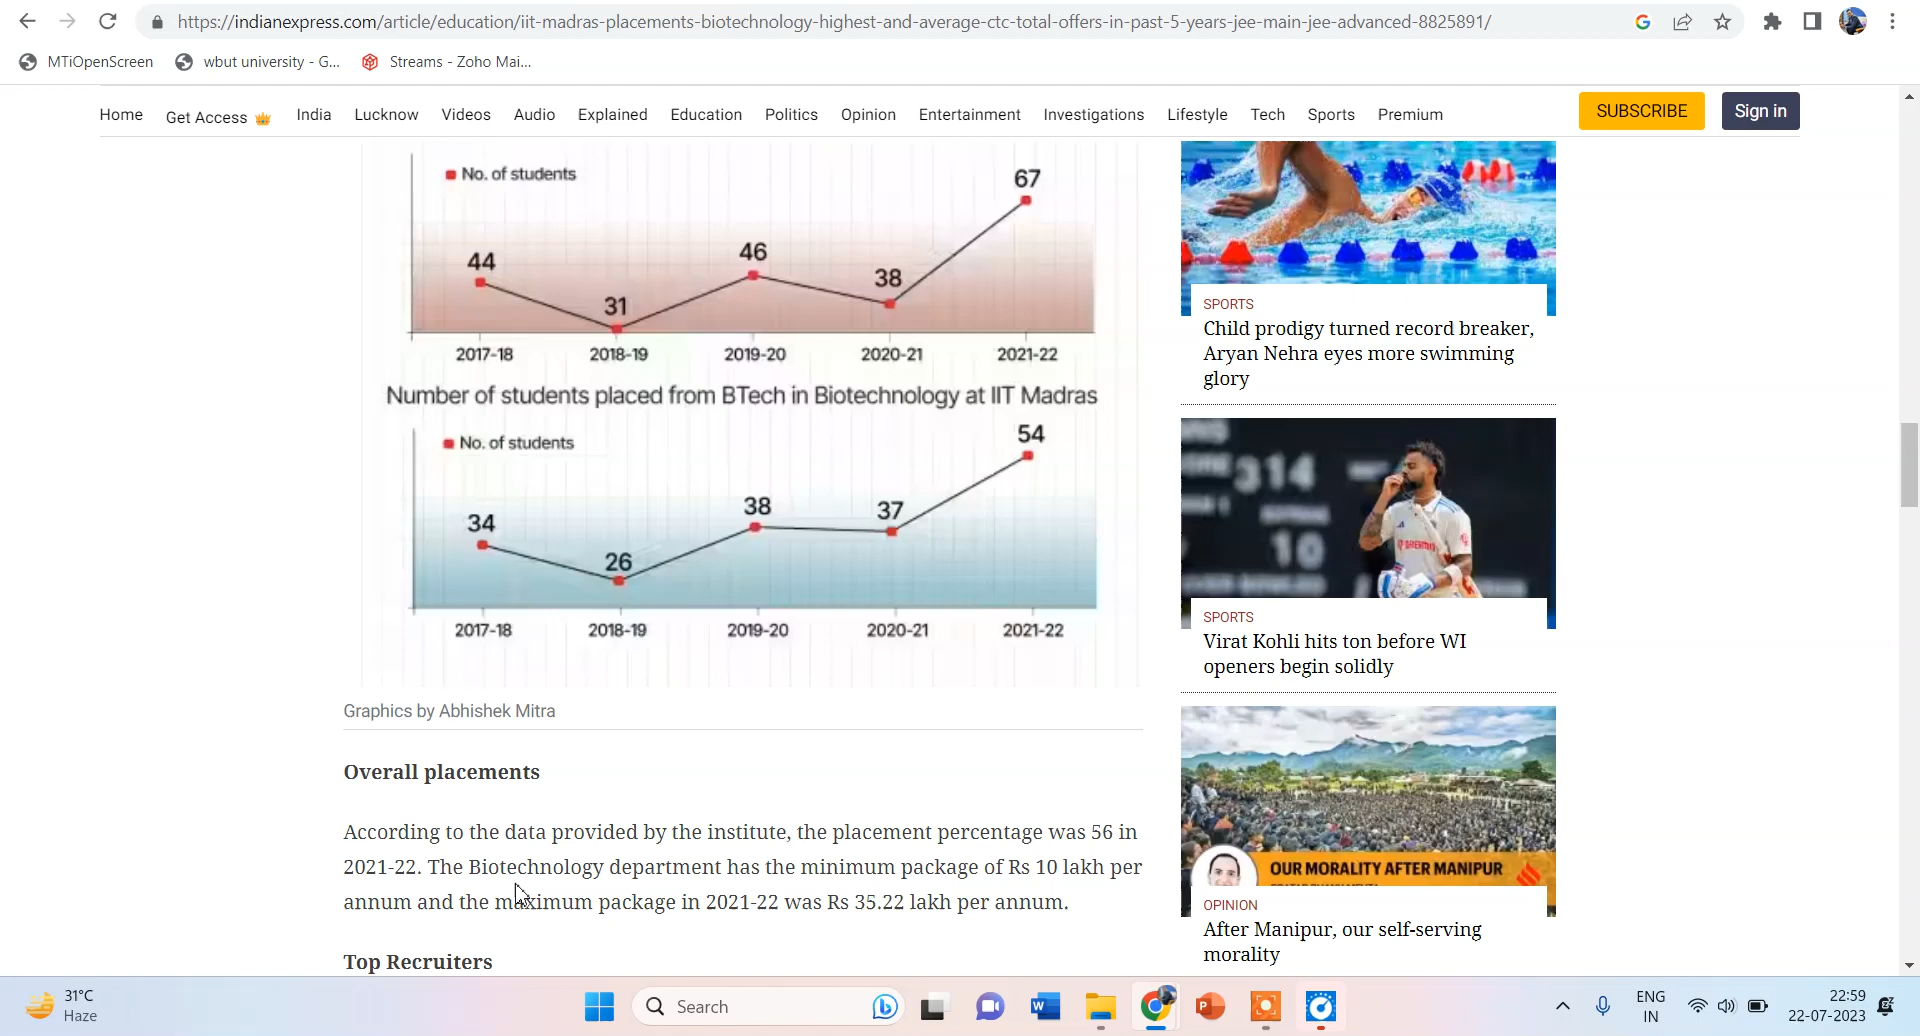 https://indianexpress.com/article/education/iit-madras-placements-biotechnology-highest-and-average-ctc-total-offers-in-past-5-years-jee-main-jee-advanced-8825891/
MTiOpenScreen wbut university - G... Streams - Zoho Mai...
Home Get Access India Lucknow Videos Audio Explained Education Politics Opinion Entertainment Investigations Lifestyle Tech Sports Premium SUBSCRIBE Sign in
No. of students
67
44
46
38
31
2017-18 2018-19 2019-20 2020-21 2021-22
Number of students placed from BTech in Biotechnology at IIT Madras
No. of students
54
34
38
37
26
2017-18 2018-19 2019-20 2020-21 2021-22
Graphics by Abhishek Mitra
Overall placements
According to the data provided by the institute, the placement percentage was 56 in
2021-22. The Biotechnology department has the minimum package of Rs 10 lakh per
annum and the maximum package in 2021-22 was Rs 35.22 lakh per annum.
Top Recruiters
SPORTS
Child prodigy turned record breaker,
Aryan Nehra eyes more swimming
glory
314
10
SPORTS
Virat Kohli hits ton before WI
openers begin solidly
OUR MORALITY AFTER MANIPUR
OPINION
After Manipur, our self-serving
morality
31°C
Haze
Search
ENG
IN
22:59
22-07-2023